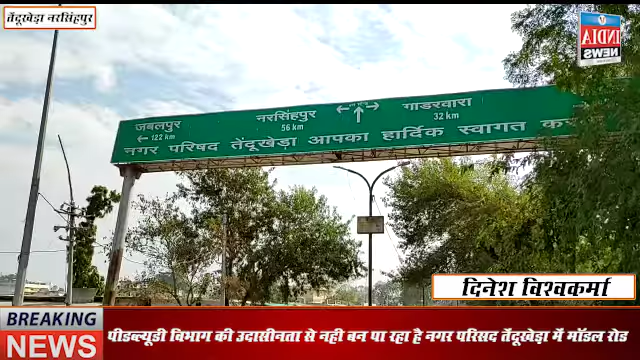 तेंदूखेड़ा नरसिंहपुर
INDIA
NEWS
जबलपुर
122 km
नरसिंहपुर
56 km
गाडरवारा
32 km
नगर परिषद तेंदूखेड़ा आपका हार्दिक स्वागत
दिनेश विश्वकर्मा
BREAKING
NEWS
पीडब्ल्यूडी विभाग की उदासीनता से नही बन पा रहा है नगर परिसद तेंदूखेड़ा में मॉडल रोड